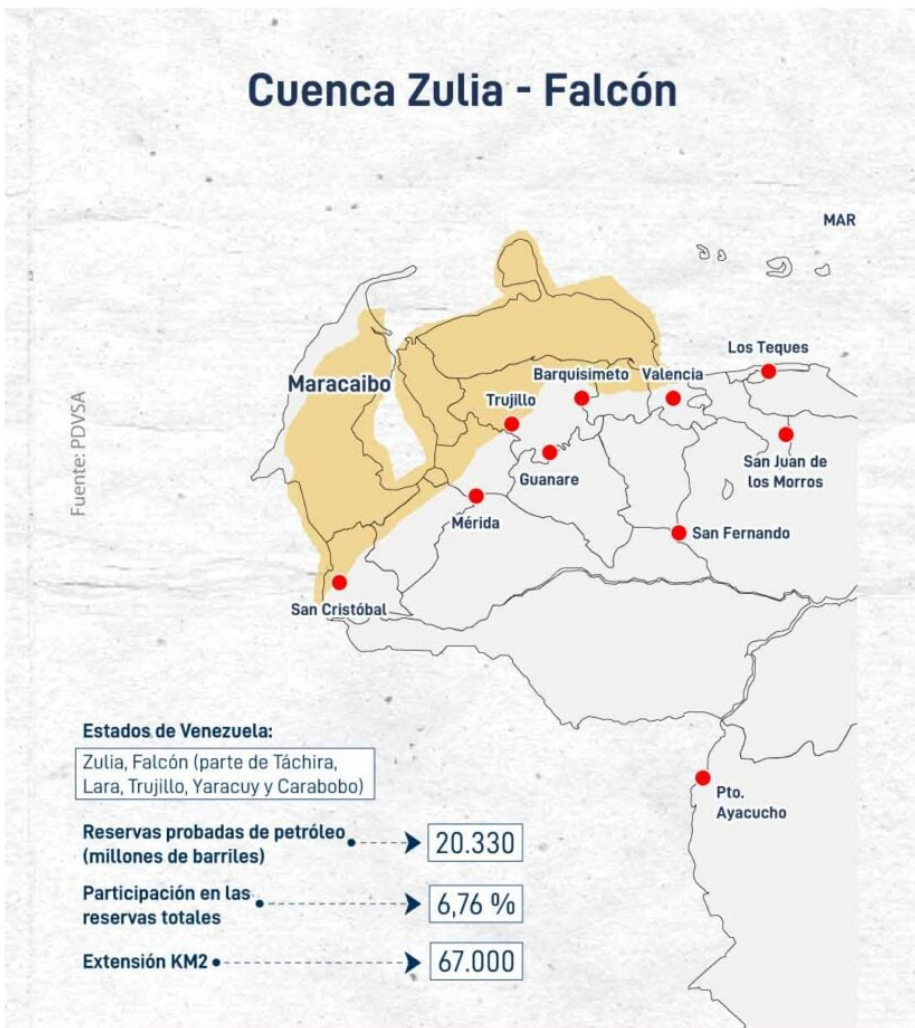 Cuenca Zulia - Falcón
MAR
Los Teques
Barquisimeto
Valencia
Maracaibo
Trujillo
Fuente: PDVSA
Guanare
San Juan de
los Morros
Mérida
San Fernando
San Cristóbal
Estados de Venezuela:
Zulia, Falcón (parte de Táchira,
Lara, Trujillo, Yaracuy y Carabobo)
Pto.
Ayacucho
Reservas probadas de petróleo
(millones de barriles)
20.330
Participación en las
reservas totales
6,76 %
Extensión KM2
67.000